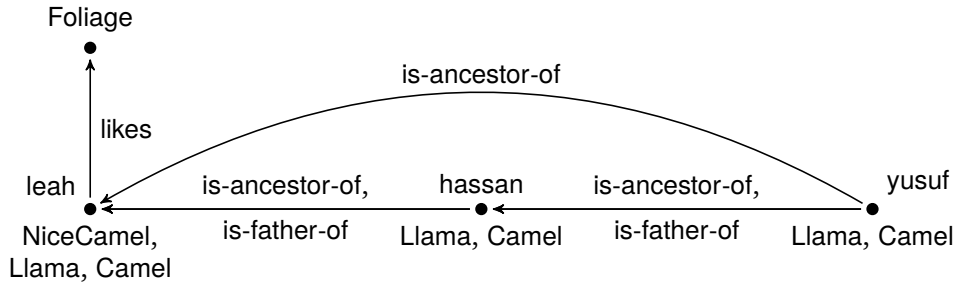 Foliage
is-ancestor-of
likes
leah
is-ancestor-of,
hassan
is-ancestor-of,
yusuf
is-father-of
is-father-of
NiceCamel,
Llama, Camel
Llama, Camel
Llama, Camel